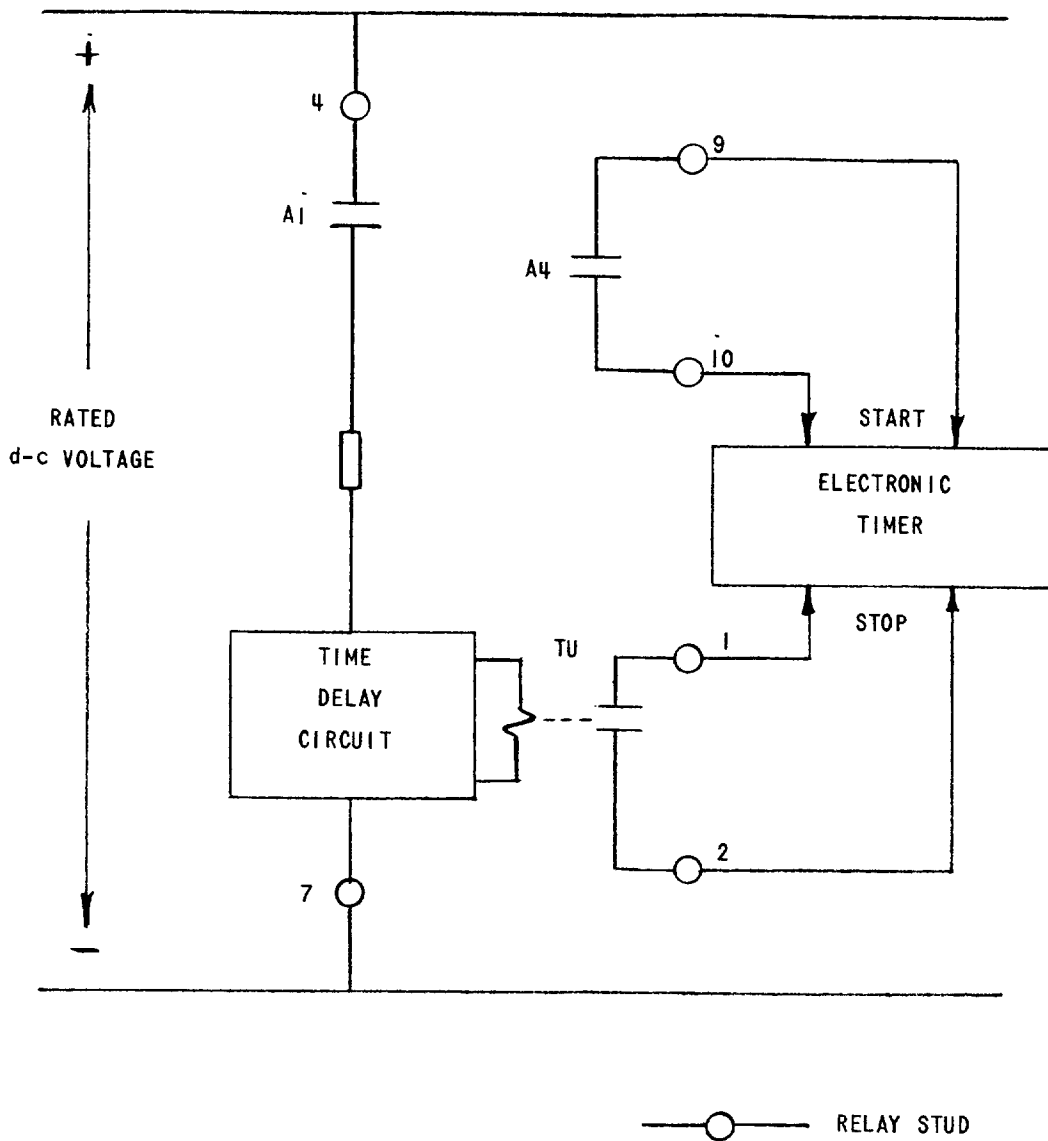 +
4
9
A1
A4
10
RATED
d-c VOLTAGE
START
ELECTRONIC
TIMER
STOP
TIME
DELAY
CIRCUIT
TU
1
2
7
−
RELAY STUD